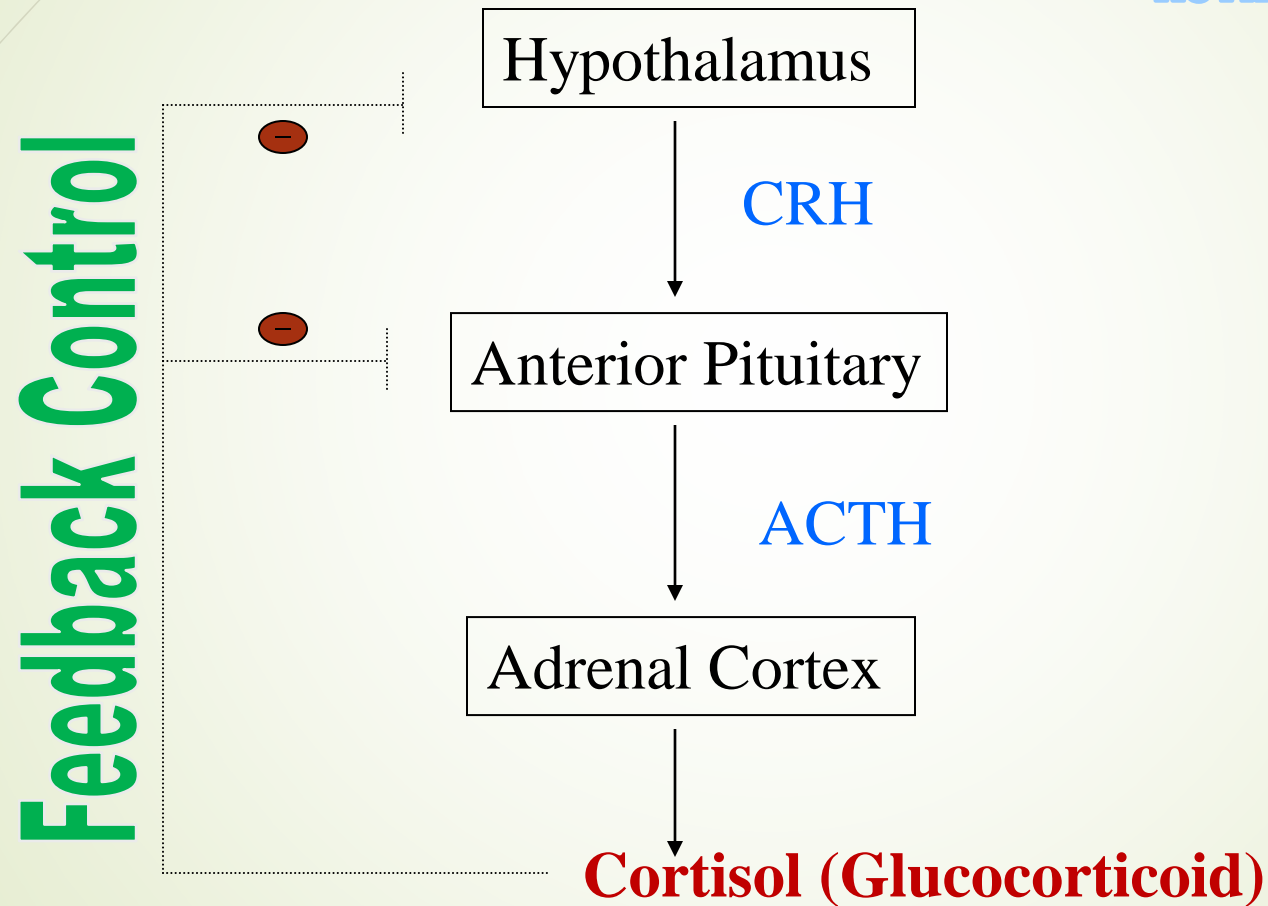 Hypothalamus
–
CRH
–
Anterior Pituitary
ACTH
Adrenal Cortex
Cortisol (Glucocorticoid)
Feedback Control